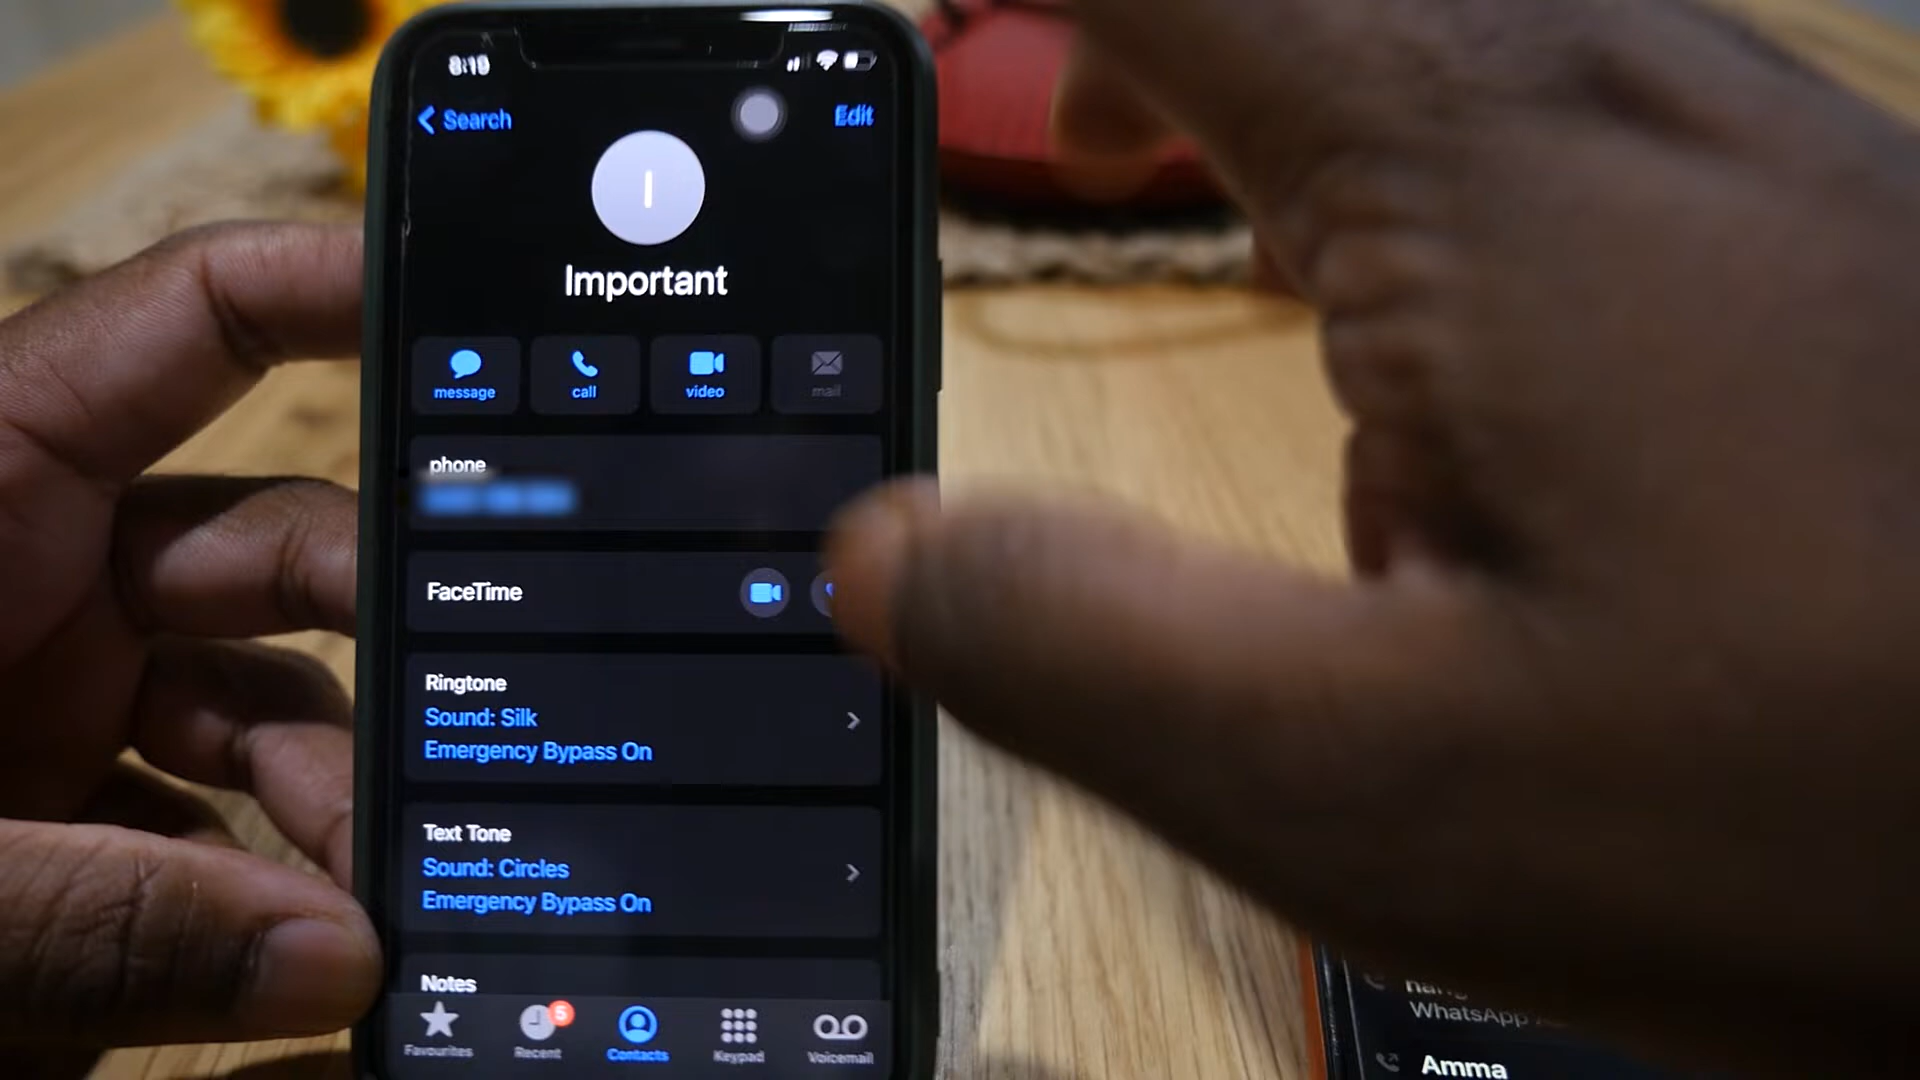 8:19
Search
Edit
I
Important
message
call
video
mail
phone
FaceTime
Ringtone
Sound: Silk
Emergency Bypass On
Text Tone
Sound: Circles
Emergency Bypass On
Notes
Favourites
5
Recent
Contacts
Keypad
Voicemail
WhatsApp
Amma